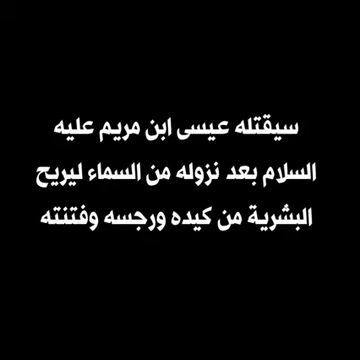 سيقتله عيسى ابن مريم عليه
السلام بعد نزوله من السماء ليريح
البشرية من كيده ورجسه وفتنته